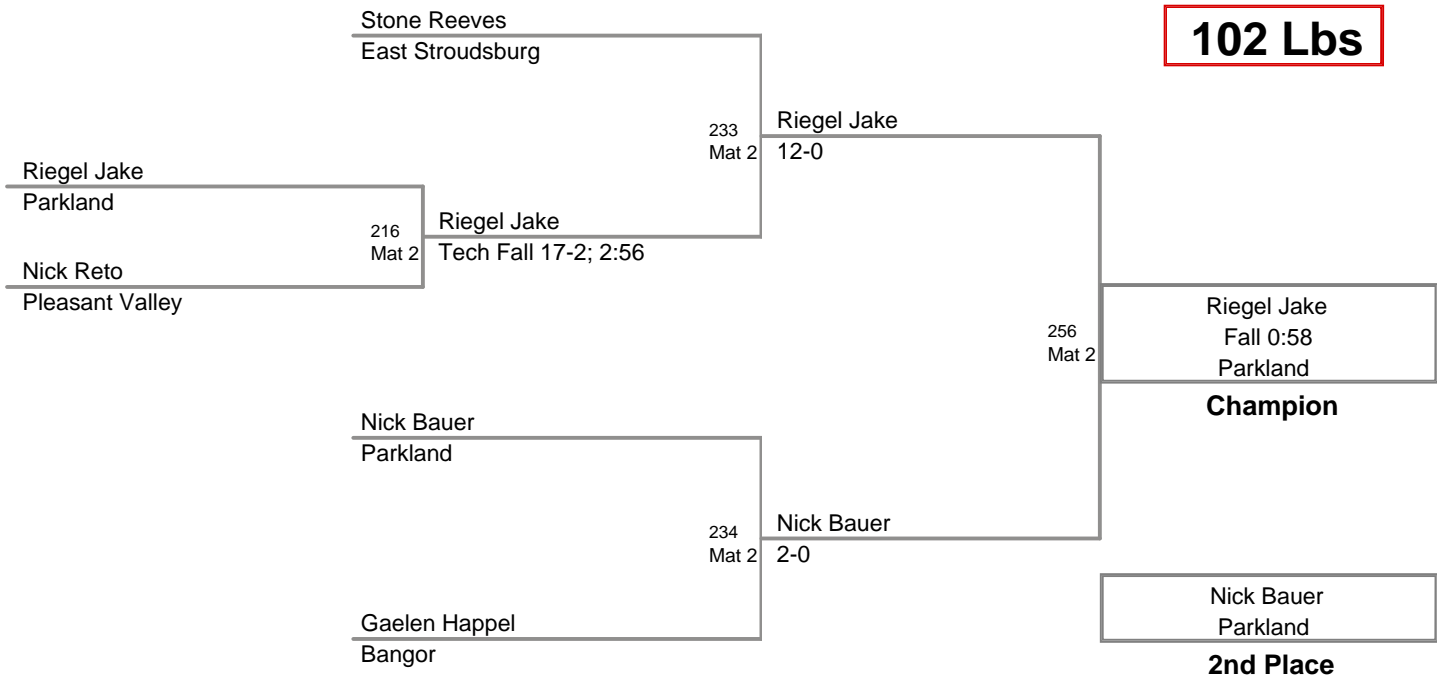 102 Lbs
Stone Reeves
East Stroudsburg
233
Mat 2
Riegel Jake
12-0
Riegel Jake
Parkland
216
Mat 2
Riegel Jake
Tech Fall 17-2; 2:56
Nick Reto
Pleasant Valley
256
Mat 2
Riegel Jake
Fall 0:58
Parkland
Champion
Nick Bauer
Parkland
234
Mat 2
Nick Bauer
2-0
Gaelen Happel
Bangor
Nick Bauer
Parkland
2nd Place